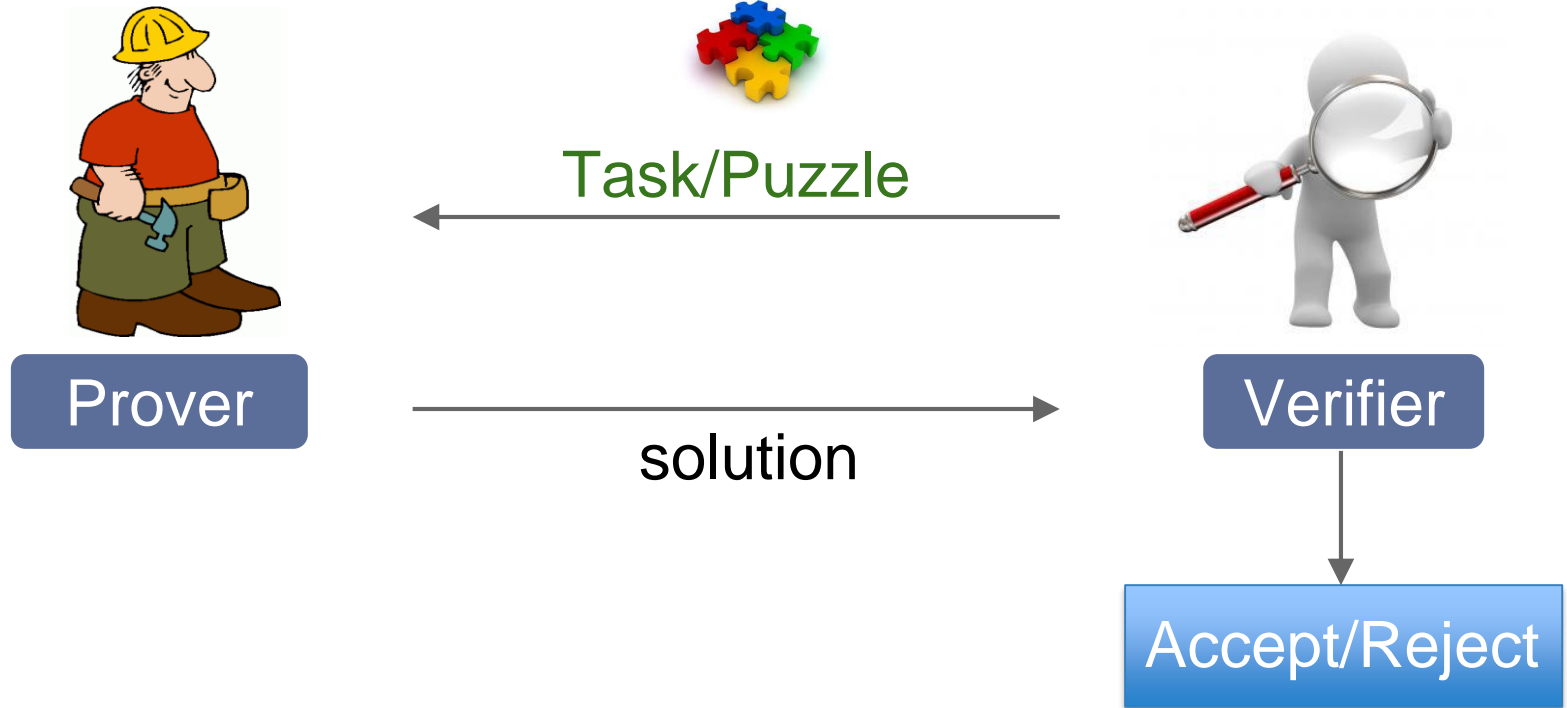 Task/Puzzle
Prover
Verifier
solution
Accept/Reject